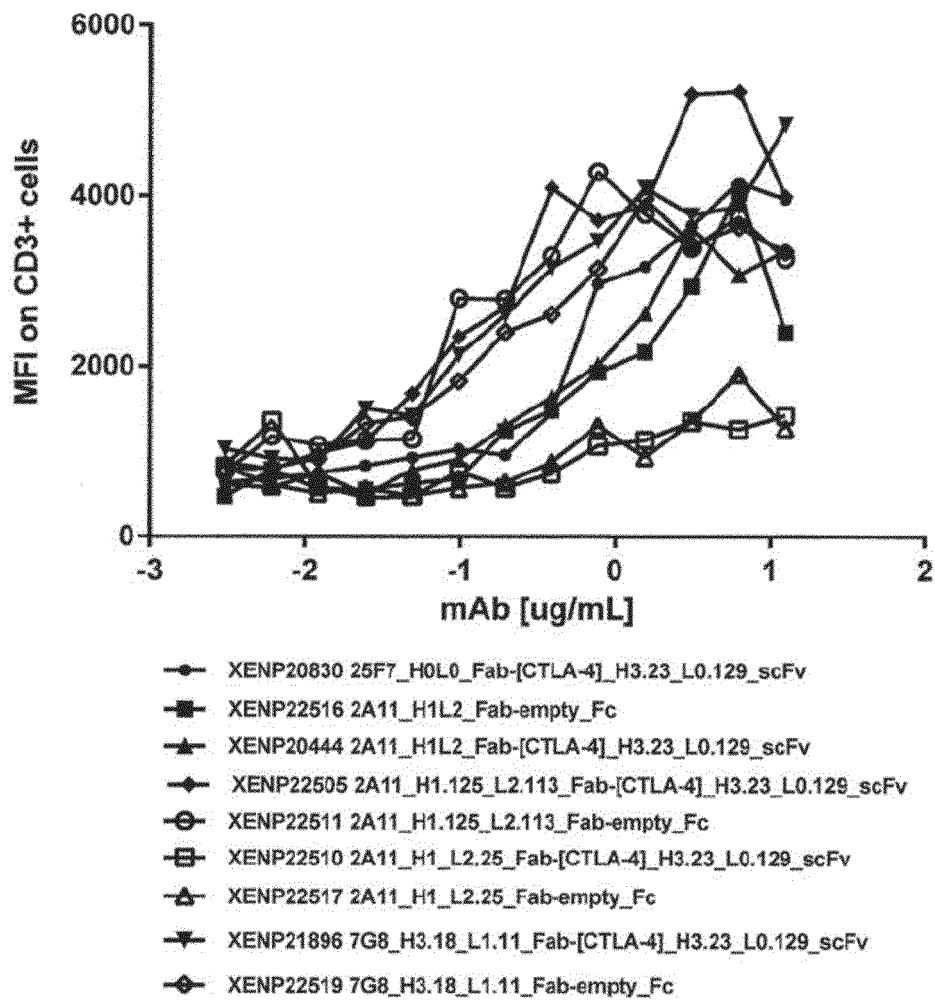 6000
4000
2000
0
MFI on CD3+ cells
-3 -2 -1 0 1 2
mAb [ug/mL]
XENP20830 25F7_H0L0_Fab-[CTLA-4]_H3.23_L0.129_scFv
XENP22516 2A11_H1L2_Fab-empty_Fc
XENP20444 2A11_H1L2_Fab-[CTLA-4]_H3.23_L0.129_scFv
XENP22505 2A11_H1.125_L2.113_Fab-[CTLA-4]_H3.23_L0.129_scFv
XENP22511 2A11_H1.125_L2.113_Fab-empty_Fc
XENP22510 2A11_H1_L2.25_Fab-[CTLA-4]_H3.23_L0.129_scFv
XENP22517 2A11_H1_L2.25_Fab-empty_Fc
XENP21896 7G8_H3.18_L1.11_Fab-[CTLA-4]_H3.23_L0.129_scFv
XENP22519 7G8_H3.18_L1.11_Fab-empty_Fc